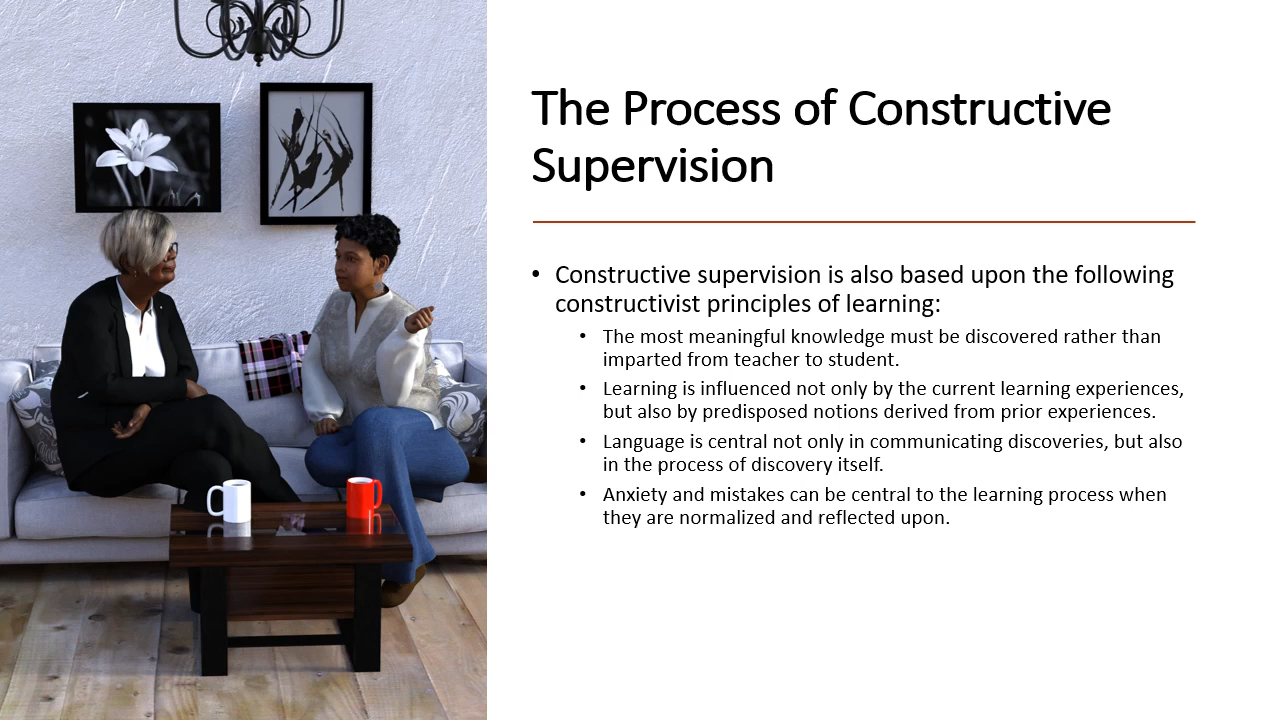 The Process of Constructive
Supervision
• Constructive supervision is also based upon the following
constructivist principles of learning:
• The most meaningful knowledge must be discovered rather than
imparted from teacher to student.
• Learning is influenced not only by the current learning experiences,
but also by predisposed notions derived from prior experiences.
• Language is central not only in communicating discoveries, but also
in the process of discovery itself.
• Anxiety and mistakes can be central to the learning process when
they are normalized and reflected upon.